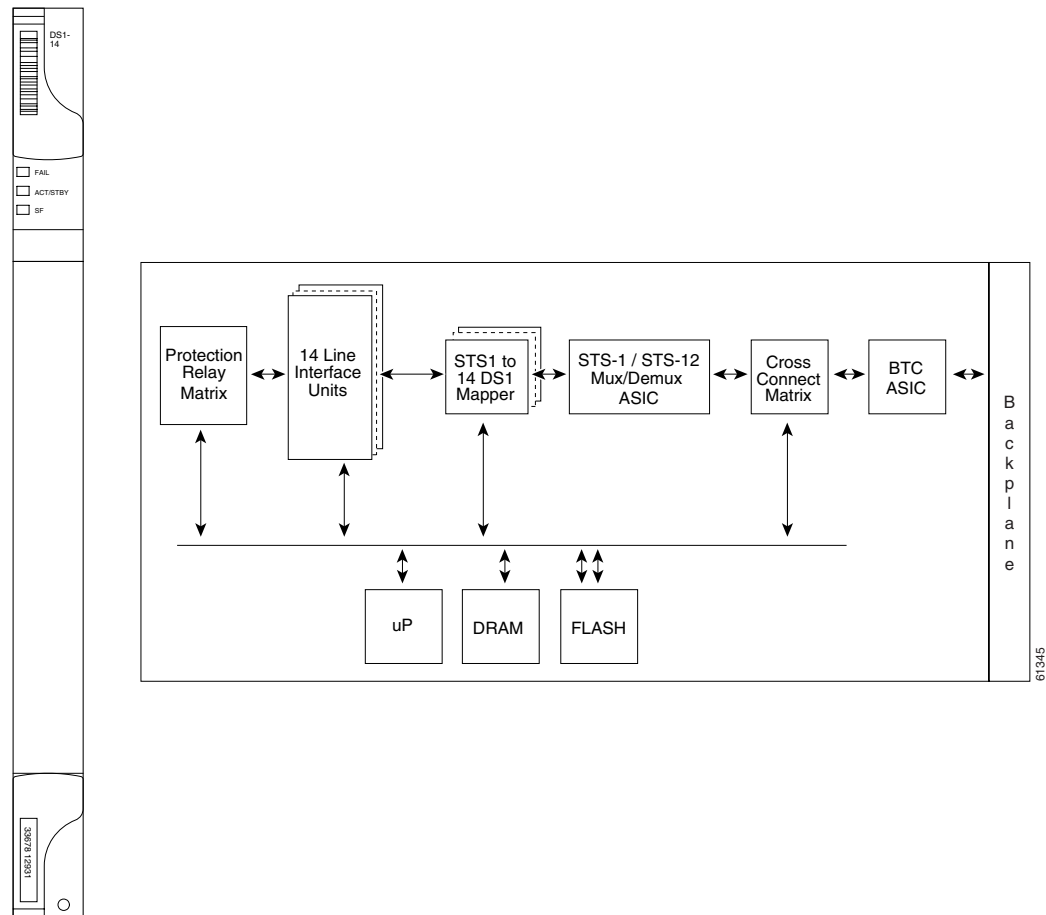 DS1-
14
FAIL
ACT/STBY
SF
33678 12931
Protection
Relay
Matrix
14 Line
Interface
Units
STS1 to
14 DS1
Mapper
STS-1 / STS-12
Mux/Demux
ASIC
Cross
Connect
Matrix
BTC
ASIC
Backplane
uP
DRAM
FLASH
61345